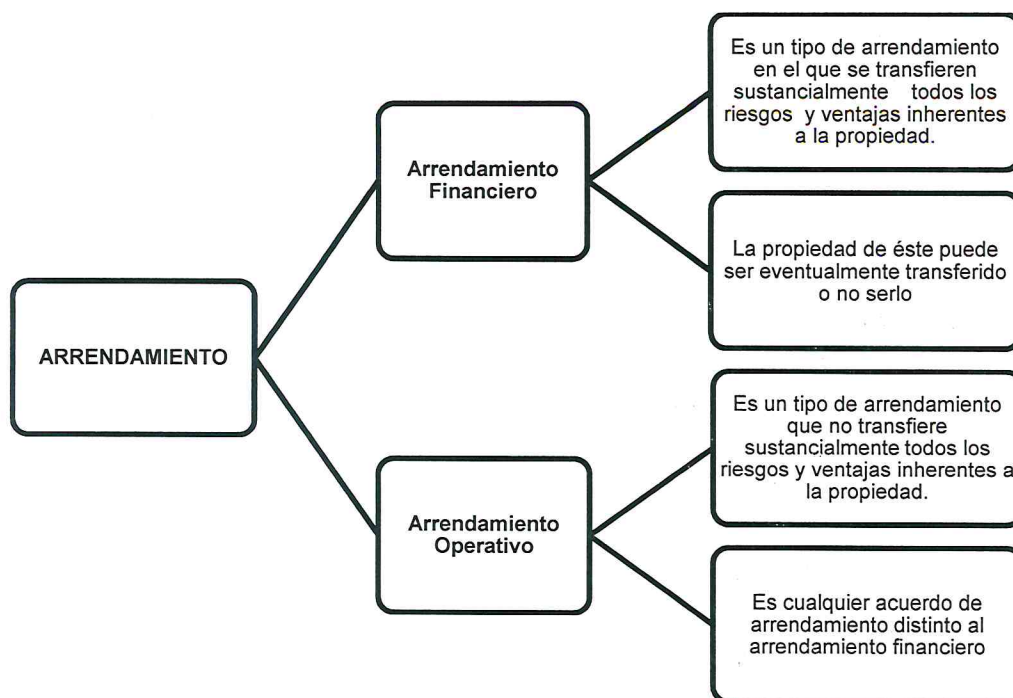 ARRENDAMIENTO
Arrendamiento
Financiero
Es un tipo de arrendamiento
en el que se transfieren
sustancialmente todos los
riesgos y ventajas inherentes
a la propiedad.
La propiedad de éste puede
ser eventualmente transferido
o no serlo
Arrendamiento
Operativo
Es un tipo de arrendamiento
que no transfiere
sustancialmente todos los
riesgos y ventajas inherentes a
la propiedad.
Es cualquier acuerdo de
arrendamiento distinto al
arrendamiento financiero